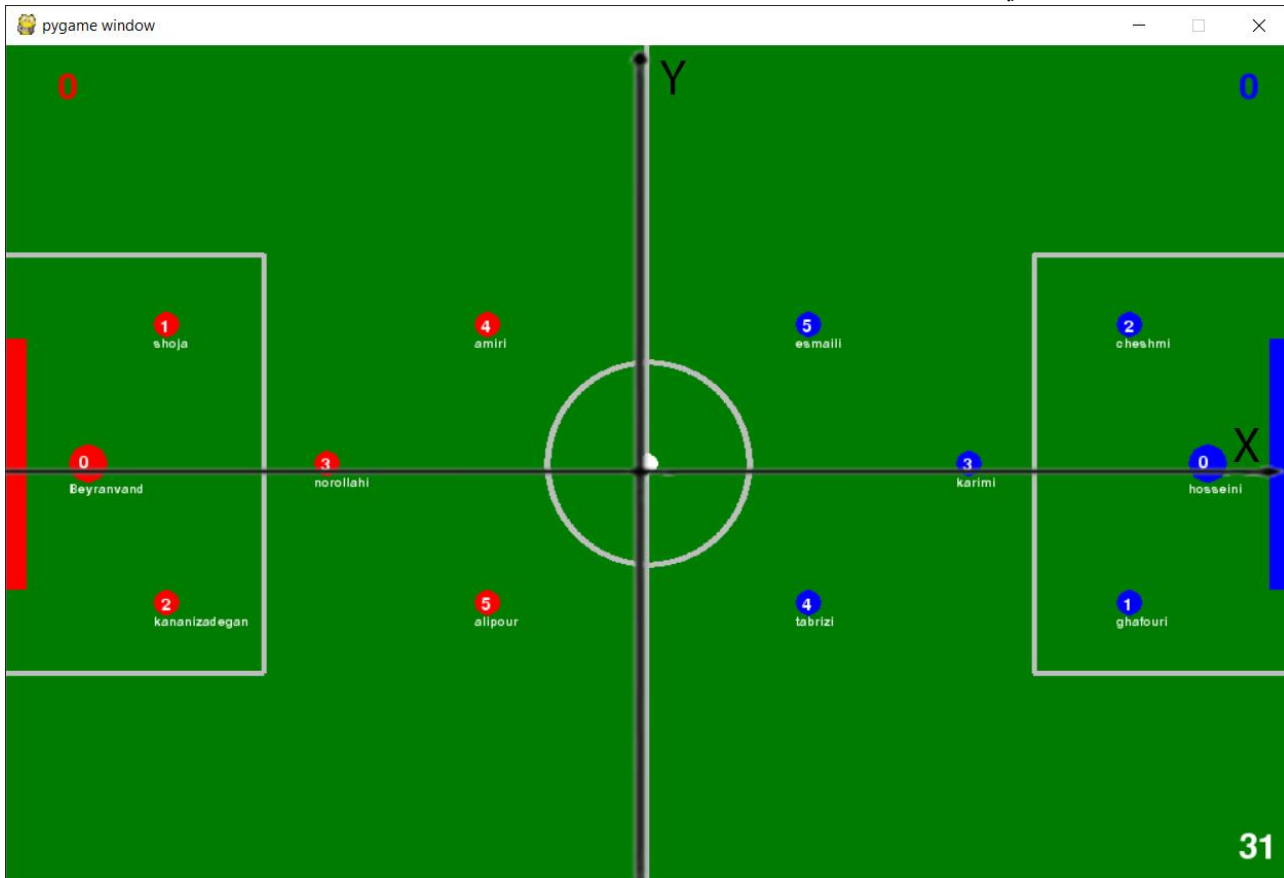 pygame window
Y
0
0
1
shoja
4
amiri
5
esmaili
2
cheshmi
X
0
Beyranvand
3
norollahi
3
karimi
0
hosseini
2
kananizadegan
5
alipour
4
tabrizi
1
ghafouri
31